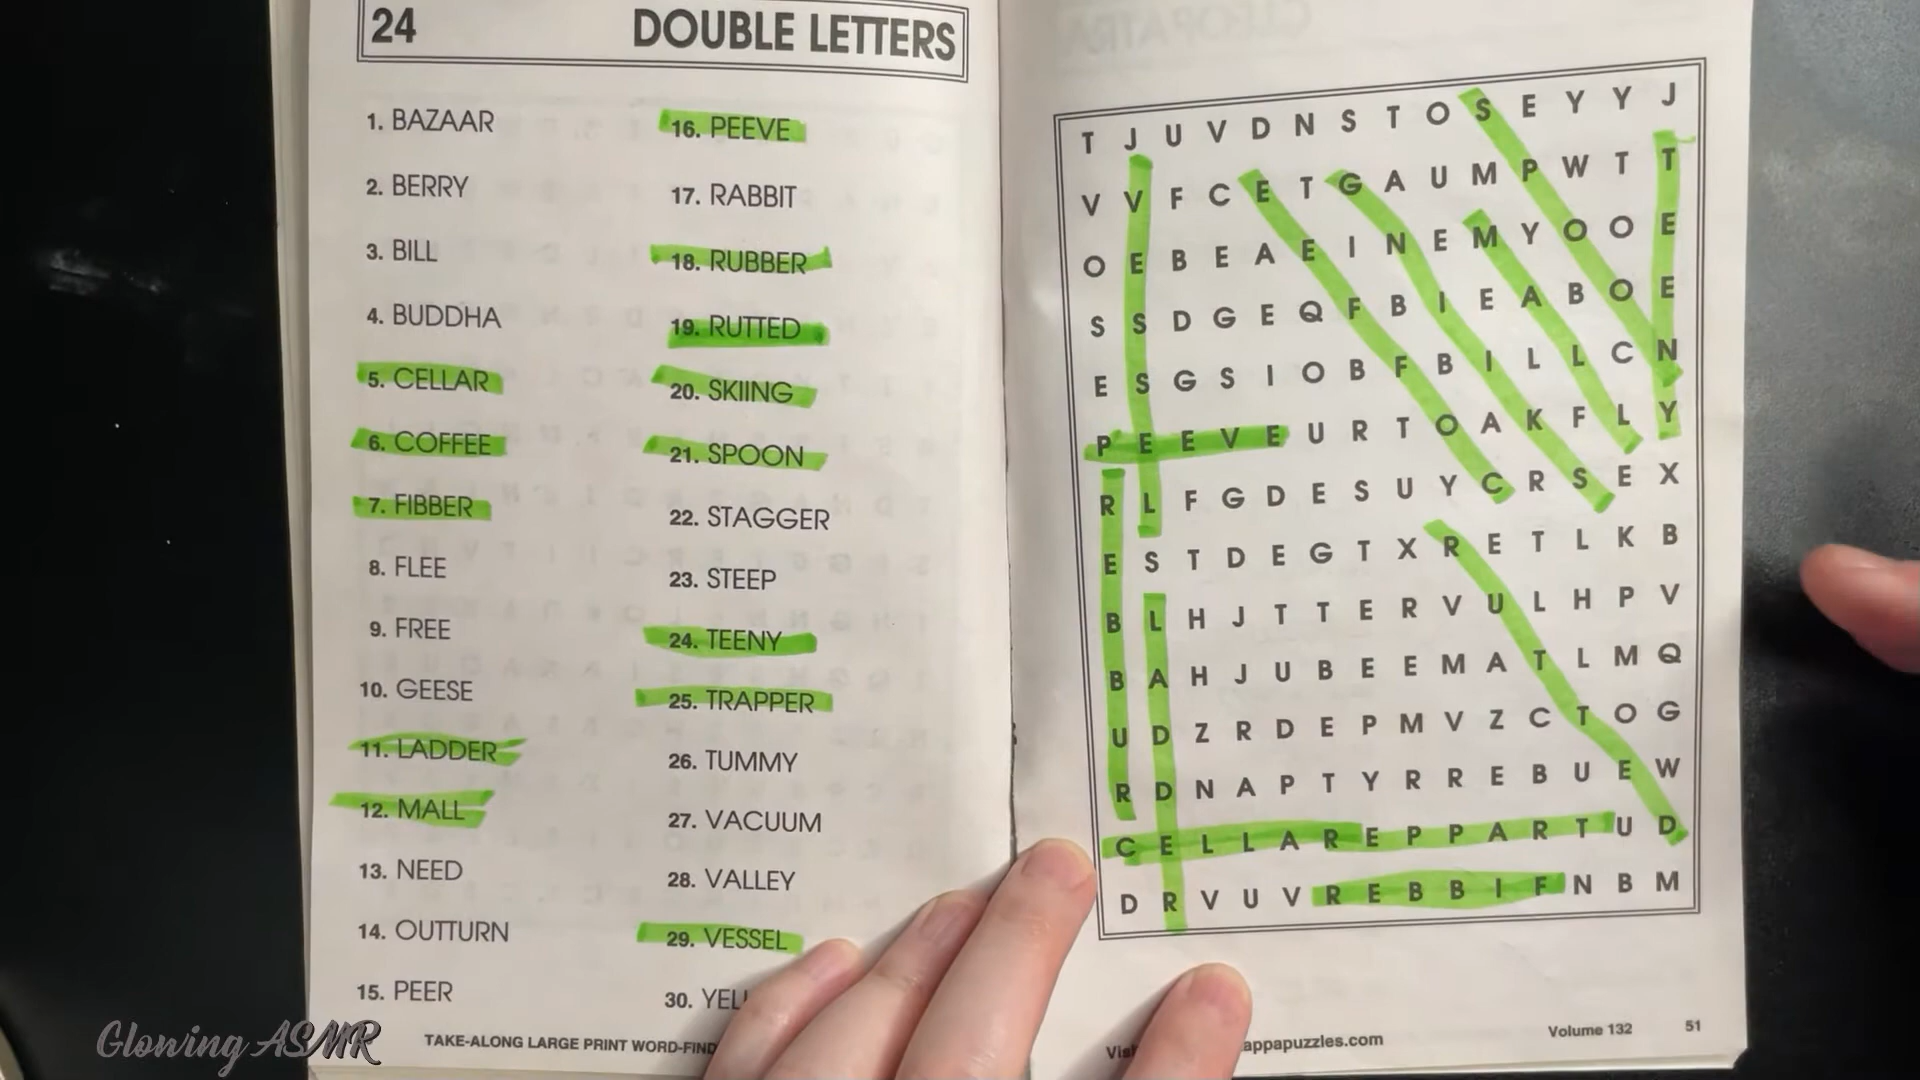 24 DOUBLE LETTERS
1. BAZAAR
2. BERRY
3. BILL
4. BUDDHA
5. CELLAR
6. COFFEE
7. FIBBER
8. FLEE
9. FREE
10. GEESE
11. LADDER
12. MALL
13. NEED
14. OUTTURN
15. PEER
16. PEEVE
17. RABBIT
18. RUBBER
19. RUTTED
20. SKIING
21. SPOON
22. STAGGER
23. STEEP
24. TEENY
25. TRAPPER
26. TUMMY
27. VACUUM
28. VALLEY
29. VESSEL
30.
TAKE-ALONG LARGE PRINT
Glowing ASMR
CLEOPATRA
T J U V D N S T O S E Y Y J
V V F C E T G A U M P W T T
O E B E A E I N E M Y O O E
S S D G E Q F B I E A B O E
E S G S I O B F B I L L C N
P E E V E U R T O A K F L Y
R L F G D E S U Y C R S E X
E S T D E G T X R E T L K B
B L H J T T E R V U L H P V
B A H J U B E E M A T L M Q
U D Z R D E P M V Z C T O G
R D N A P T Y R R E B U E W
C E L L A R E P P A R T U D
D R V U V R E B B I F N B M
Volume 132 51